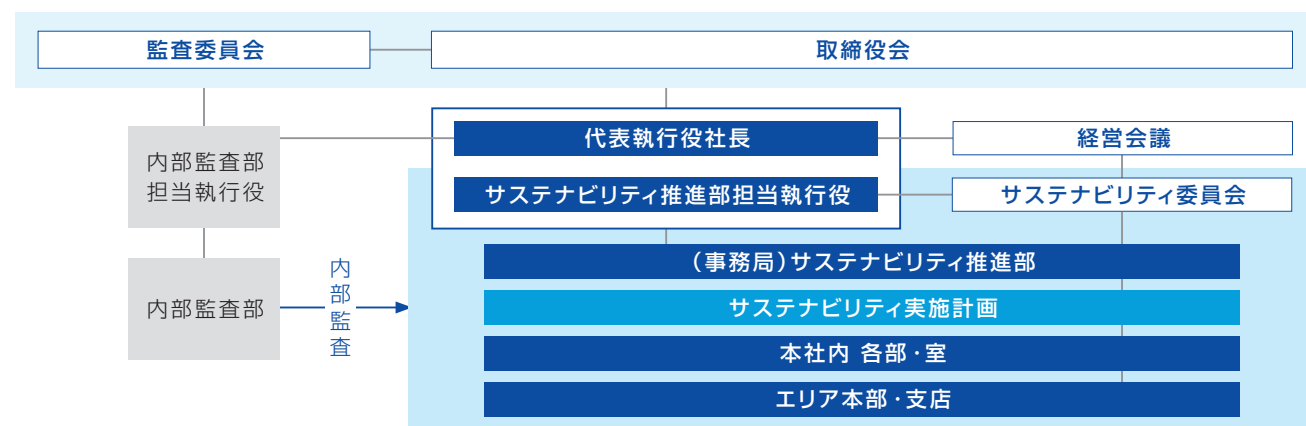 監査委員会
取締役会
内部監査部
担当執行役
代表執行役社長
経営会議
サステナビリティ推進部担当執行役
サステナビリティ委員会
内部監査部
内部監査
（事務局）サステナビリティ推進部
サステナビリティ実施計画
本社内 各部・室
エリア本部・支店